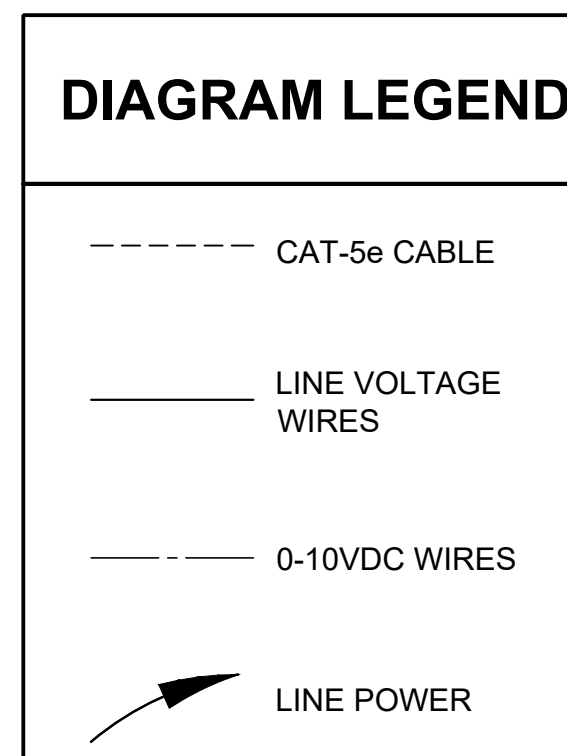 DIAGRAM LEGEND
CAT-5e CABLE
LINE VOLTAGE
WIRES
0-10VDC WIRES
LINE POWER